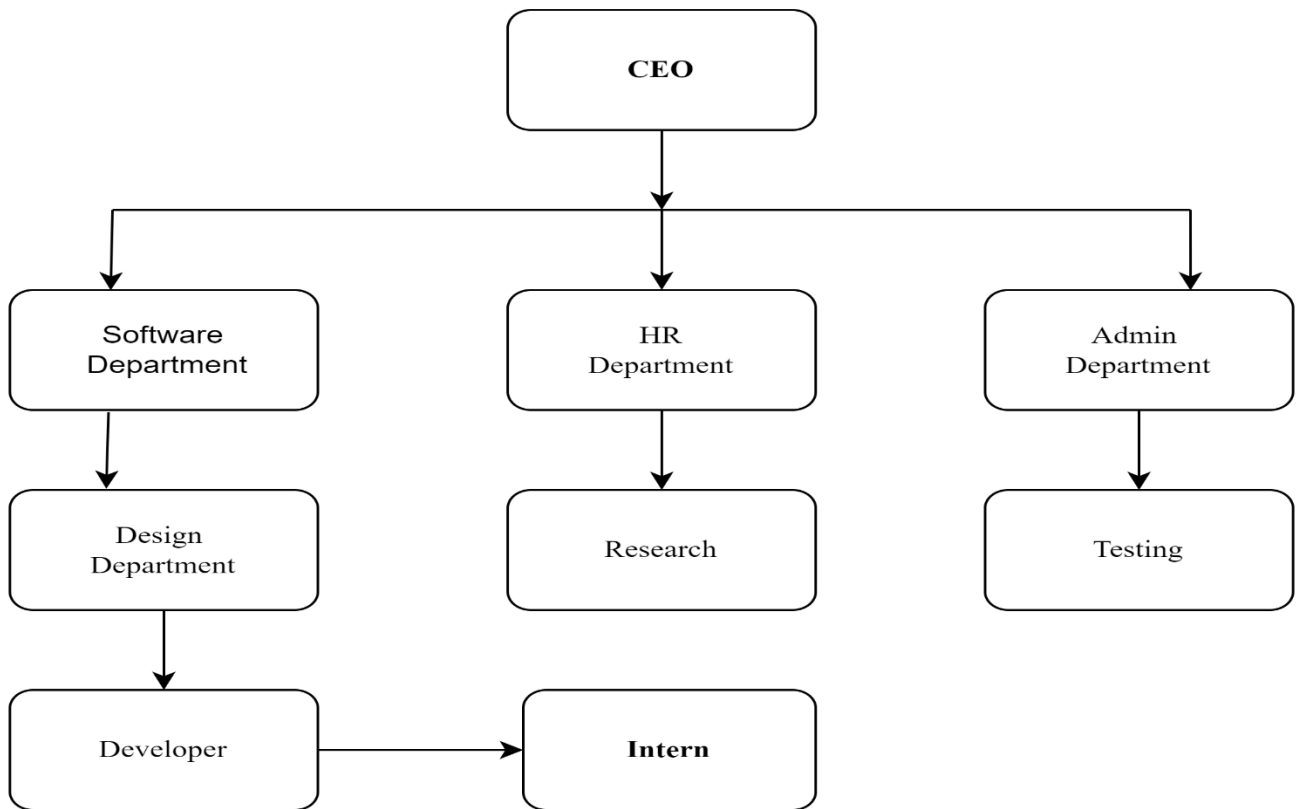 CEO
Software
Department
HR
Department
Admin
Department
Design
Department
Research
Testing
Developer
Intern